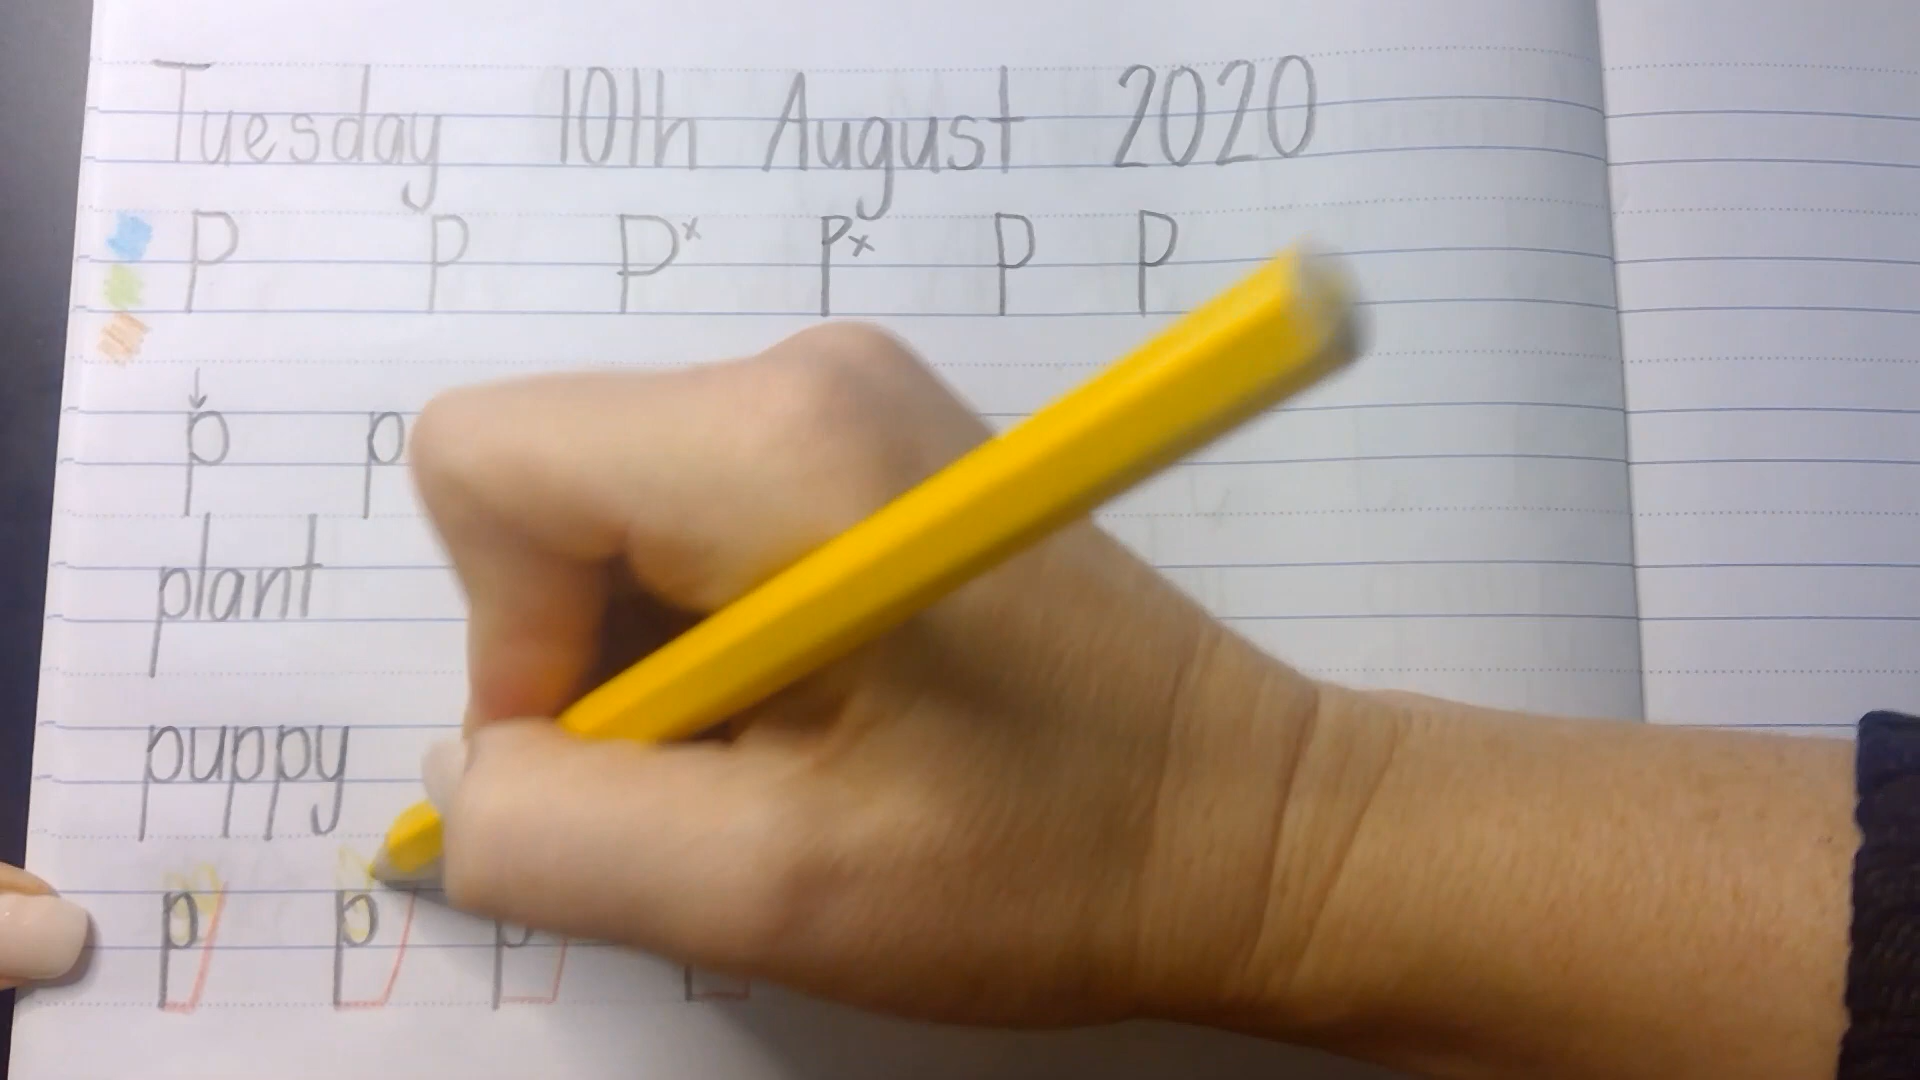 Tuesday 10th August 2020
P P P x P x P P
p p
plant
puppy
p p p